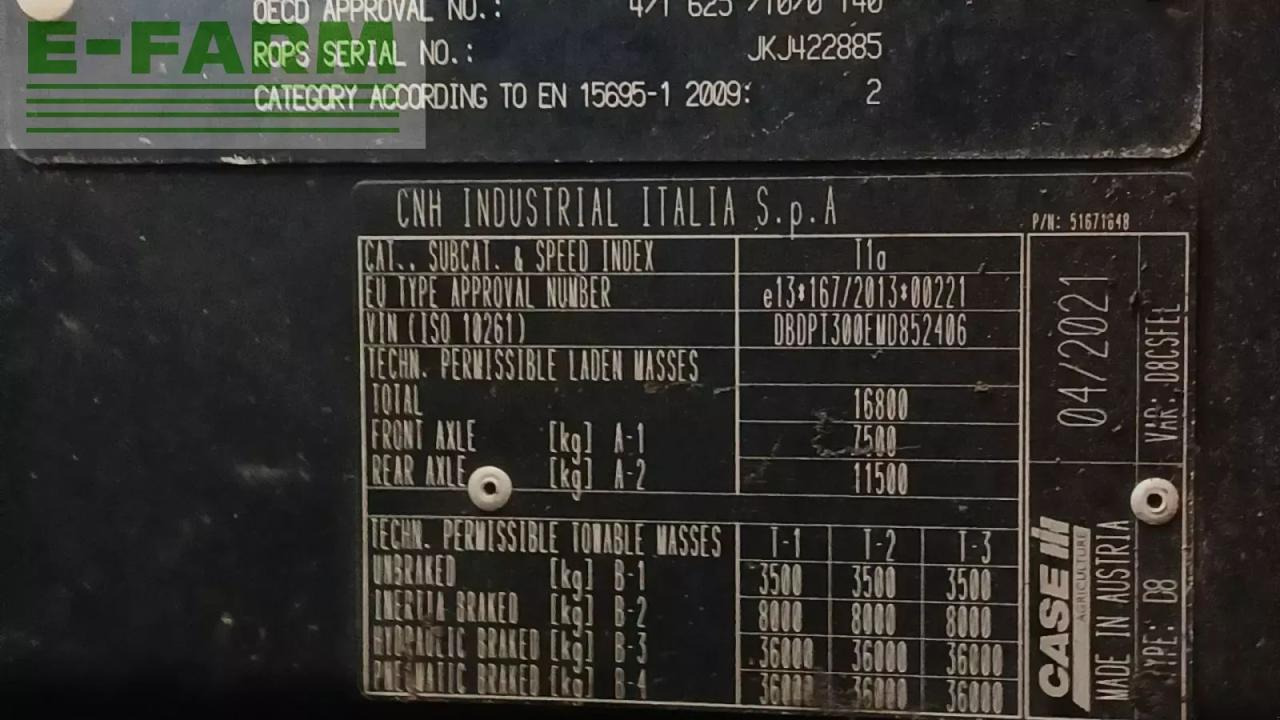 E-FARM
OECD APPROVAL NO.:
ROPS SERIAL NO.: JKJ422885
CATEGORY ACCORDING TO EN 15695-1 2009: 2
CNH INDUSTRIAL ITALIA S.p.A
P/N: 51671648
CAT., SUBCAT. & SPEED INDEX T1a
EU TYPE APPROVAL NUMBER e13*167/2013*00221
VIN (ISO 10261) DBDPT300EMD852406
TECHN. PERMISSIBLE LADEN MASSES
TOTAL 16800
FRONT AXLE [kg] A-1 7500
REAR AXLE [kg] A-2 11500
TECHN. PERMISSIBLE TOWABLE MASSES T-1 T-2 T-3
UNBRAKED [kg] B-1 3500 3500 3500
INERTIA BRAKED [kg] B-2 8000 8000 8000
HYDRAULIC BRAKED [kg] B-3 36000 36000 36000
PNEUMATIC BRAKED [kg] B-4 36000 36000 36000
04/2021
CASE IH
AGRICULTURE
MADE IN AUSTRIA
TYPE: D8 VAR.: D8CSFEL